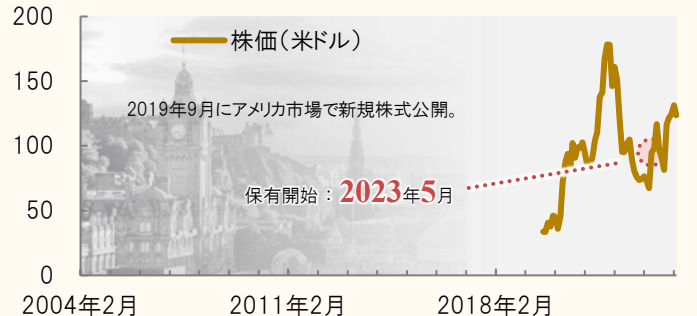 200
株価（米ドル）
150
2019年9月にアメリカ市場で新規株式公開。
100
保有開始：2023年5月
50
0
2004年2月 2011年2月 2018年2月